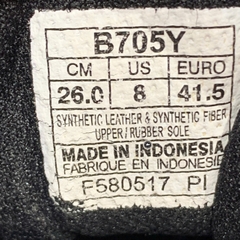 B705Y
CM US EURO
26.0 8 41.5
SYNTHETIC LEATHER & SYNTHETIC FIBER
UPPER/RUBBER SOLE
MADE IN INDONESIA
FABRIQUE EN INDONESIE
F580517 PI